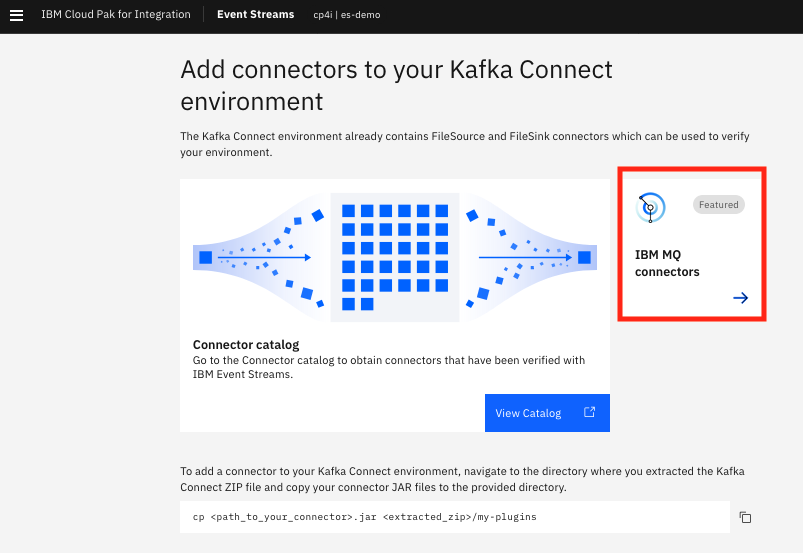 IBM Cloud Pak for Integration
Event Streams
cp4i | es-demo
Add connectors to your Kafka Connect
environment
The Kafka Connect environment already contains FileSource and FileSink connectors which can be used to verify
your environment.
Featured
IBM MQ
connectors
Connector catalog
Go to the Connector catalog to obtain connectors that have been verified with
IBM Event Streams.
View Catalog
To add a connector to your Kafka Connect environment, navigate to the directory where you extracted the Kafka
Connect ZIP file and copy your connector JAR files to the provided directory.
cp <path_to_your_connector>.jar <extracted_zip>/my-plugins